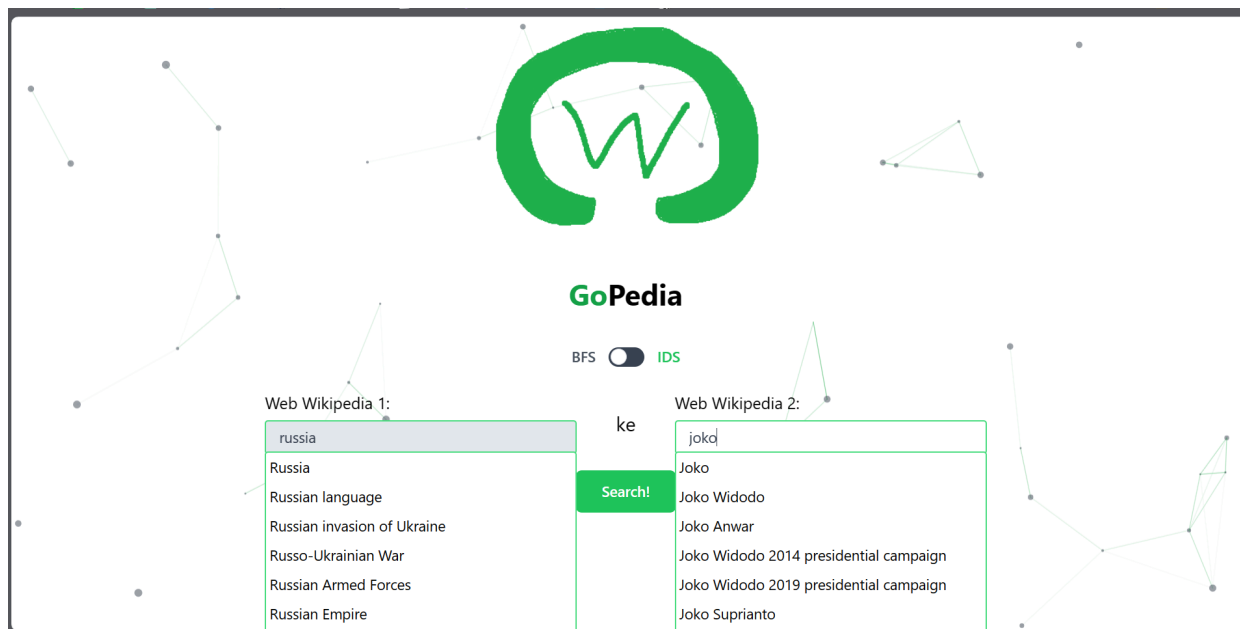 W
GoPedia
BFS IDS
Web Wikipedia 1:
russia
Russia
Russian language
Russian invasion of Ukraine
Russo-Ukrainian War
Russian Armed Forces
Russian Empire
ke
Search!
Web Wikipedia 2:
joko
Joko
Joko Widodo
Joko Anwar
Joko Widodo 2014 presidential campaign
Joko Widodo 2019 presidential campaign
Joko Suprianto